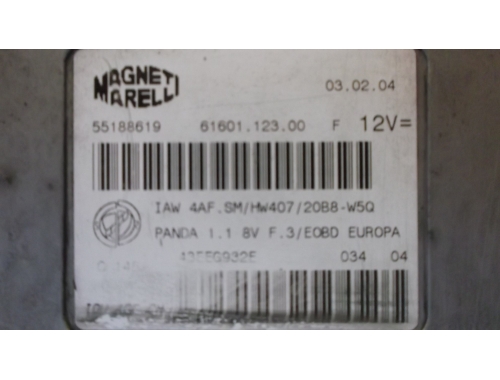 MAGNETI
MARELLI
03.02.04
55188619 61601.123.00 F 12V=
IAW 4AF.SM/HW407/20B8-W5Q
PANDA 1.1 8V F.3/EOBD EUROPA
034 04